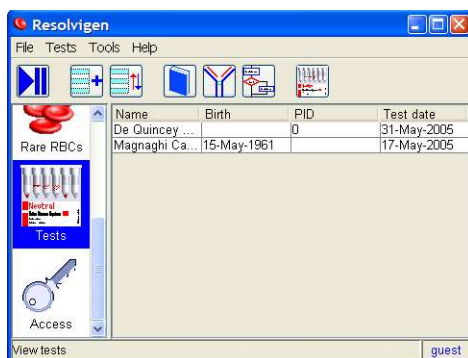 Resolvigen
File Tests Tools Help
Name Birth PID Test date
De Quincey ... 0 31-May-2005
Magnaghi Ca... 15-May-1961 17-May-2005
Rare RBCs
Neutral
Tests
Access
View tests guest